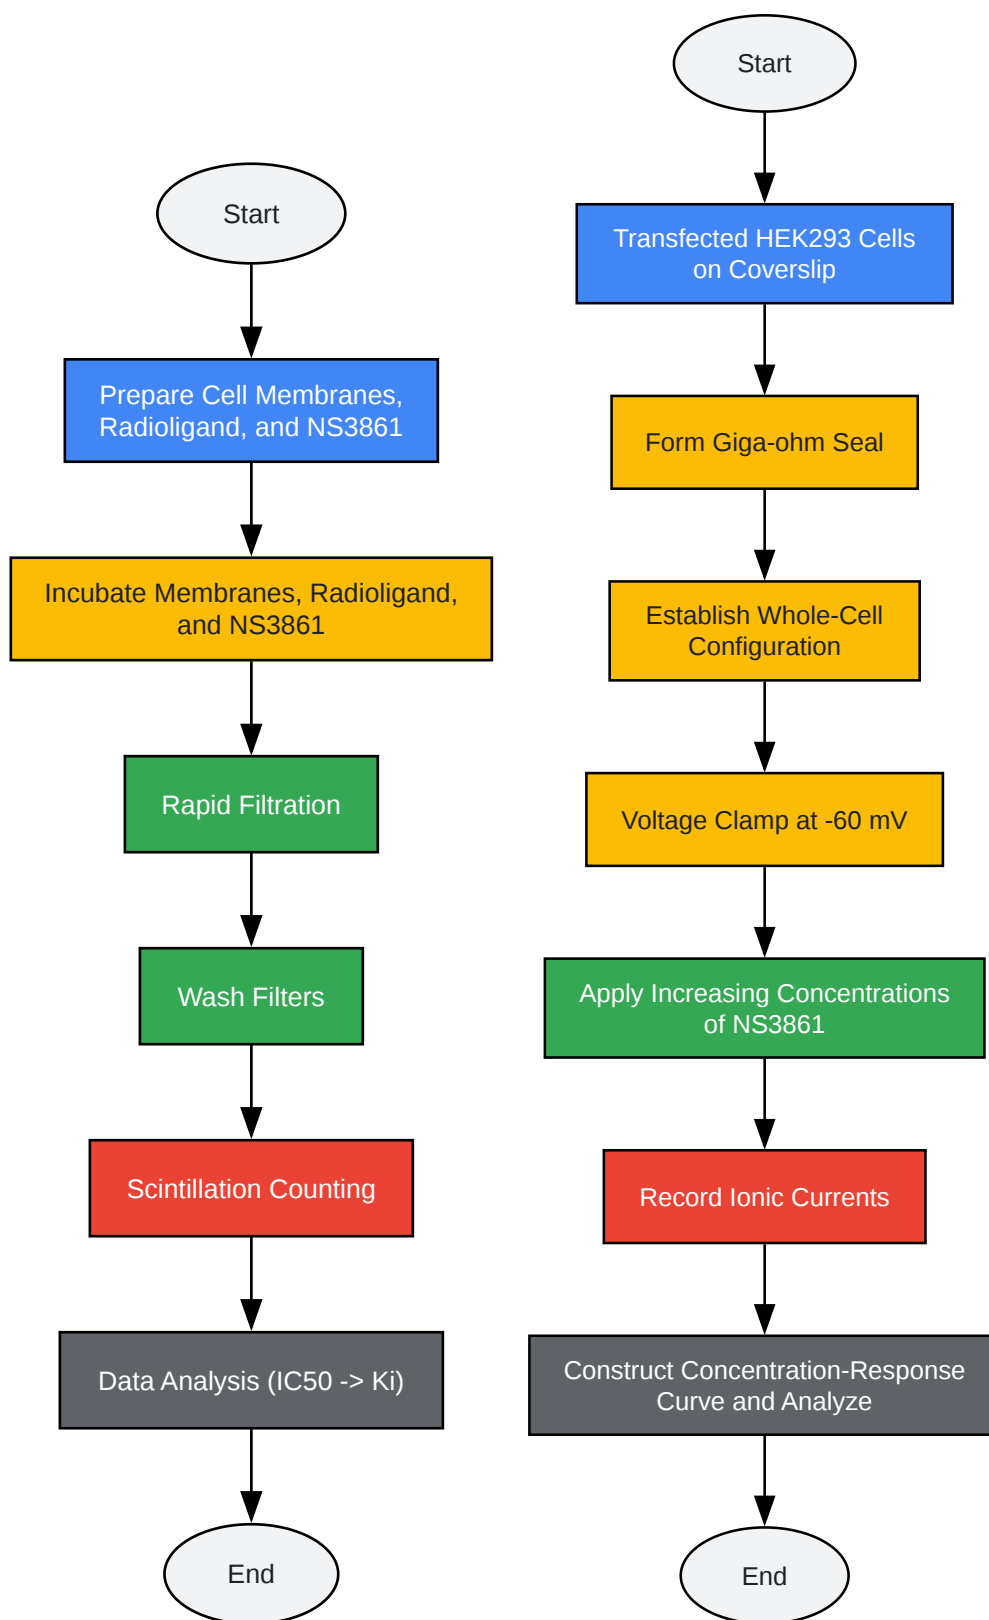 Start
Prepare Cell Membranes,
Radioligand, and NS3861
Incubate Membranes, Radioligand,
and NS3861
Rapid Filtration
Wash Filters
Scintillation Counting
Data Analysis (IC50 -> Ki)
End
Start
Transfected HEK293 Cells
on Coverslip
Form Giga-ohm Seal
Establish Whole-Cell
Configuration
Voltage Clamp at -60 mV
Apply Increasing Concentrations
of NS3861
Record Ionic Currents
Construct Concentration-Response
Curve and Analyze
End